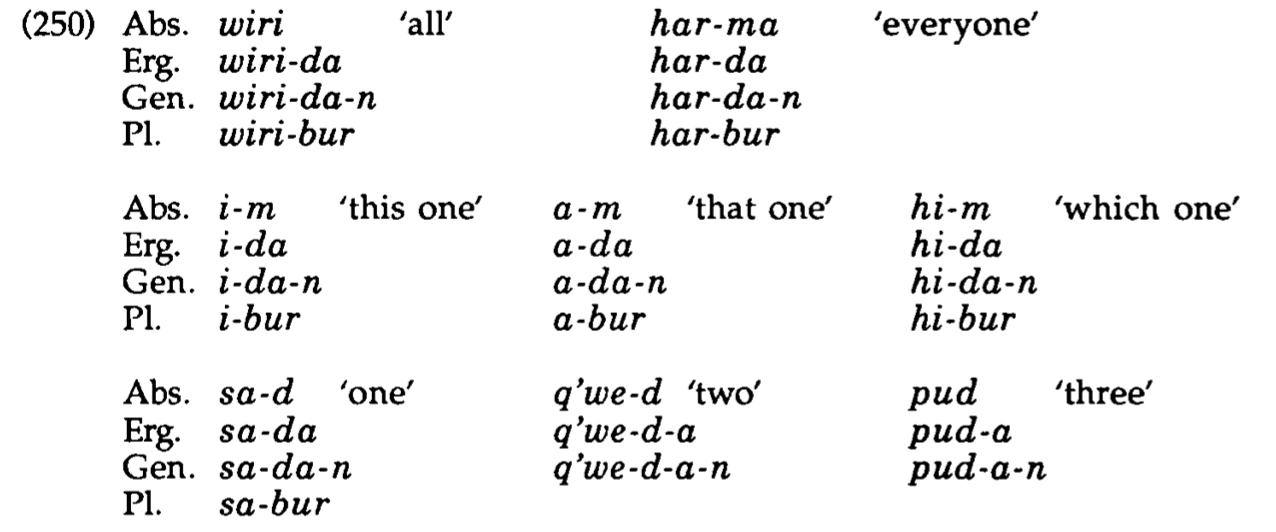 (250) Abs. wiri 'all' har-ma 'everyone'
Erg. wiri-da har-da
Gen. wiri-da-n har-da-n
Pl. wiri-bur har-bur
Abs. i-m 'this one' a-m 'that one' hi-m 'which one'
Erg. i-da a-da hi-da
Gen. i-da-n a-da-n hi-da-n
Pl. i-bur a-bur hi-bur
Abs. sa-d 'one' q'we-d 'two' pud 'three'
Erg. sa-da q'we-d-a pud-a
Gen. sa-da-n q'we-d-a-n pud-a-n
Pl. sa-bur